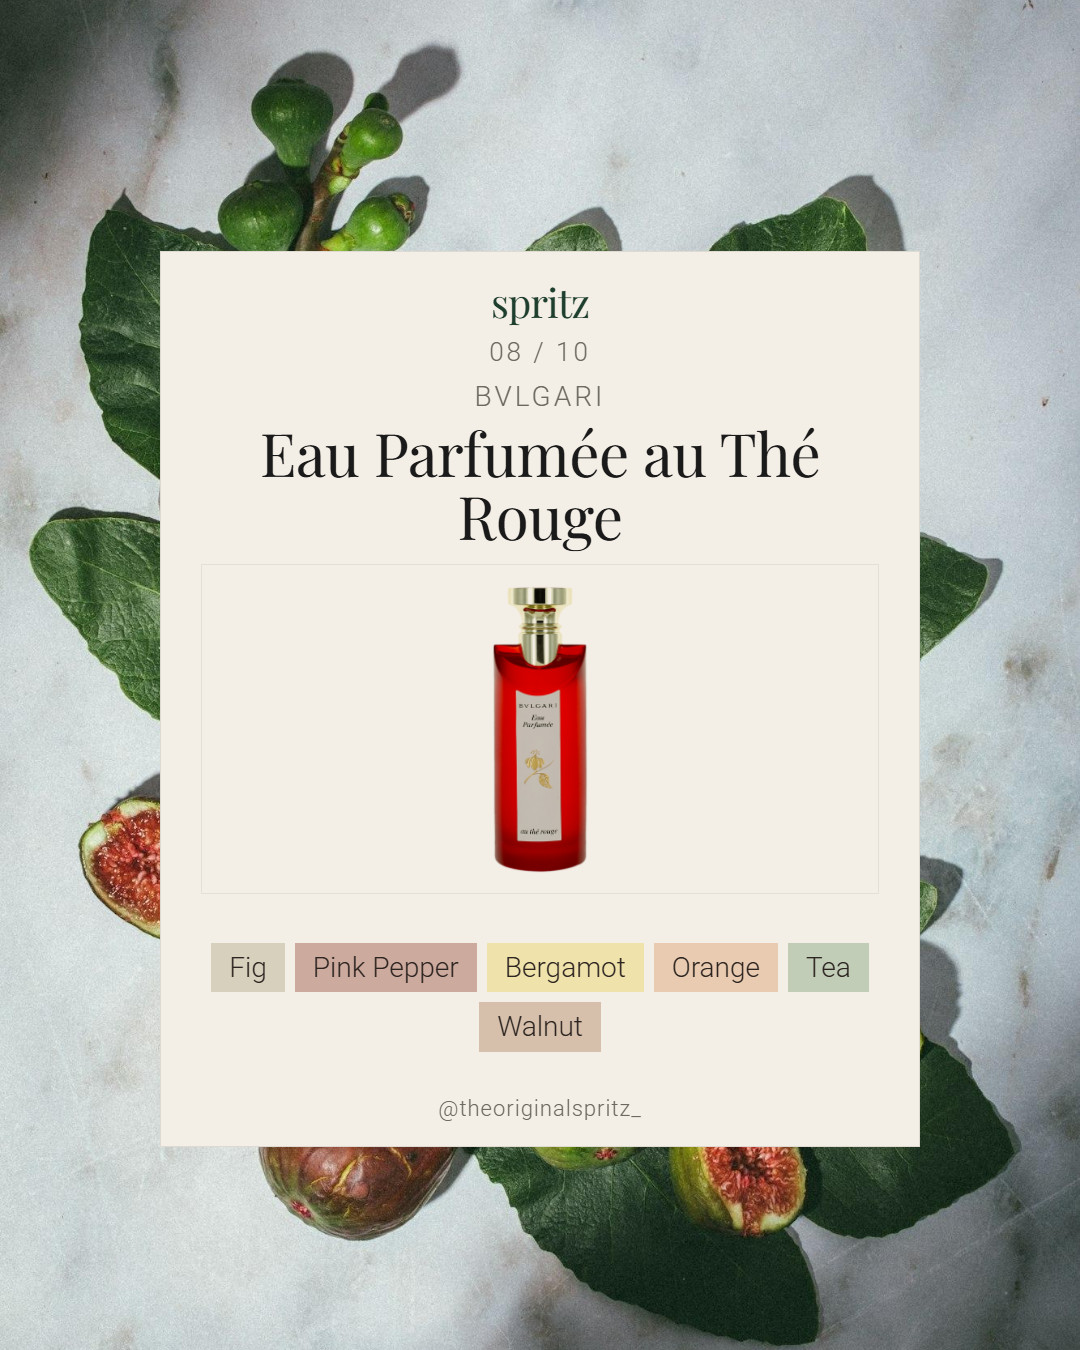 spritz
08 / 10
BVLGARI
Eau Parfumée au Thé
Rouge
BVLGARI
Eau
Parfumée
au thé rouge
Fig Pink Pepper Bergamot Orange Tea
Walnut
@theoriginalspritz_